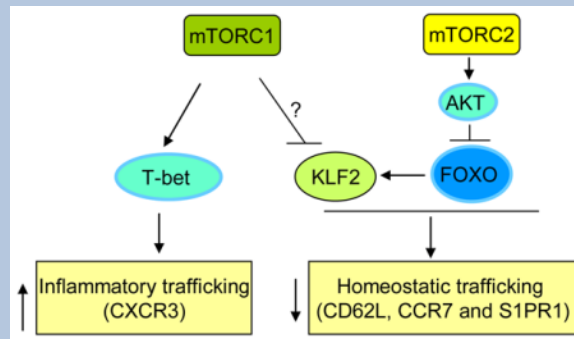 mTORC1
mTORC2
AKT
?
T-bet
KLF2
FOXO
Inflammatory trafficking
(CXCR3)
Homeostatic trafficking
(CD62L, CCR7 and S1PR1)